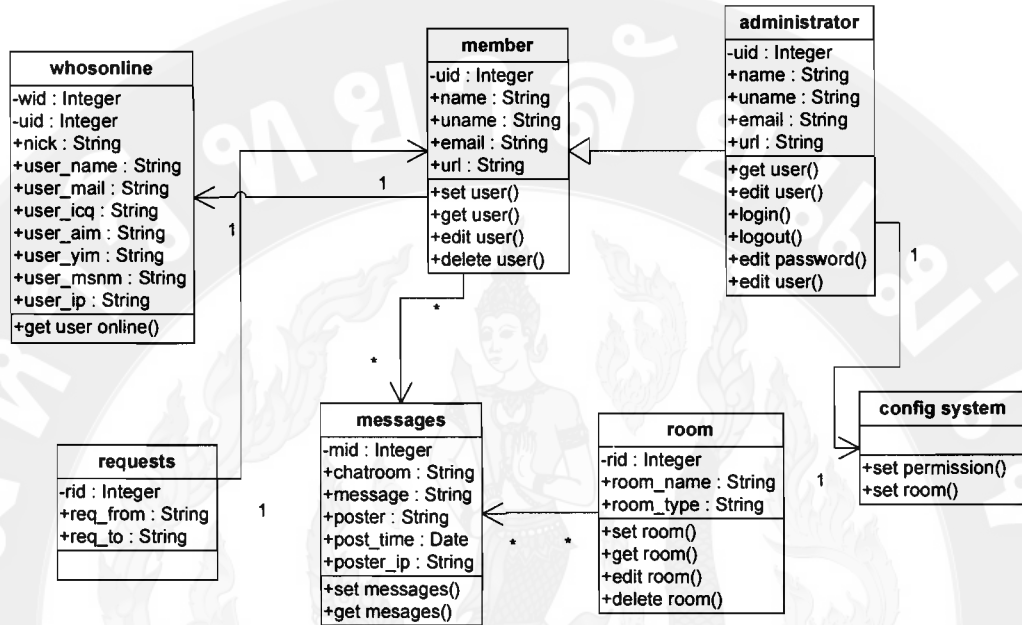 whosonline
-wid : Integer
-uid : Integer
+nick : String
+user_name : String
+user_mail : String
+user_icq : String
+user_aim : String
+user_yim : String
+user_msnm : String
+user_ip : String
+get user online()
member
-uid : Integer
+name : String
+uname : String
+email : String
+url : String
+set user()
+get user()
+edit user()
+delete user()
administrator
-uid : Integer
+name : String
+uname : String
+email : String
+url : String
+get user()
+edit user()
+login()
+logout()
+edit password()
+edit user()
1
1
1
*
*
requests
-rid : Integer
+req_from : String
+req_to : String
1
messages
-mid : Integer
+chatroom : String
+message : String
+poster : String
+post_time : Date
+poster_ip : String
+set messages()
+get mesages()
*
*
room
-rid : Integer
+room_name : String
+room_type : String
+set room()
+get room()
+edit room()
+delete room()
1
config system
+set permission()
+set room()